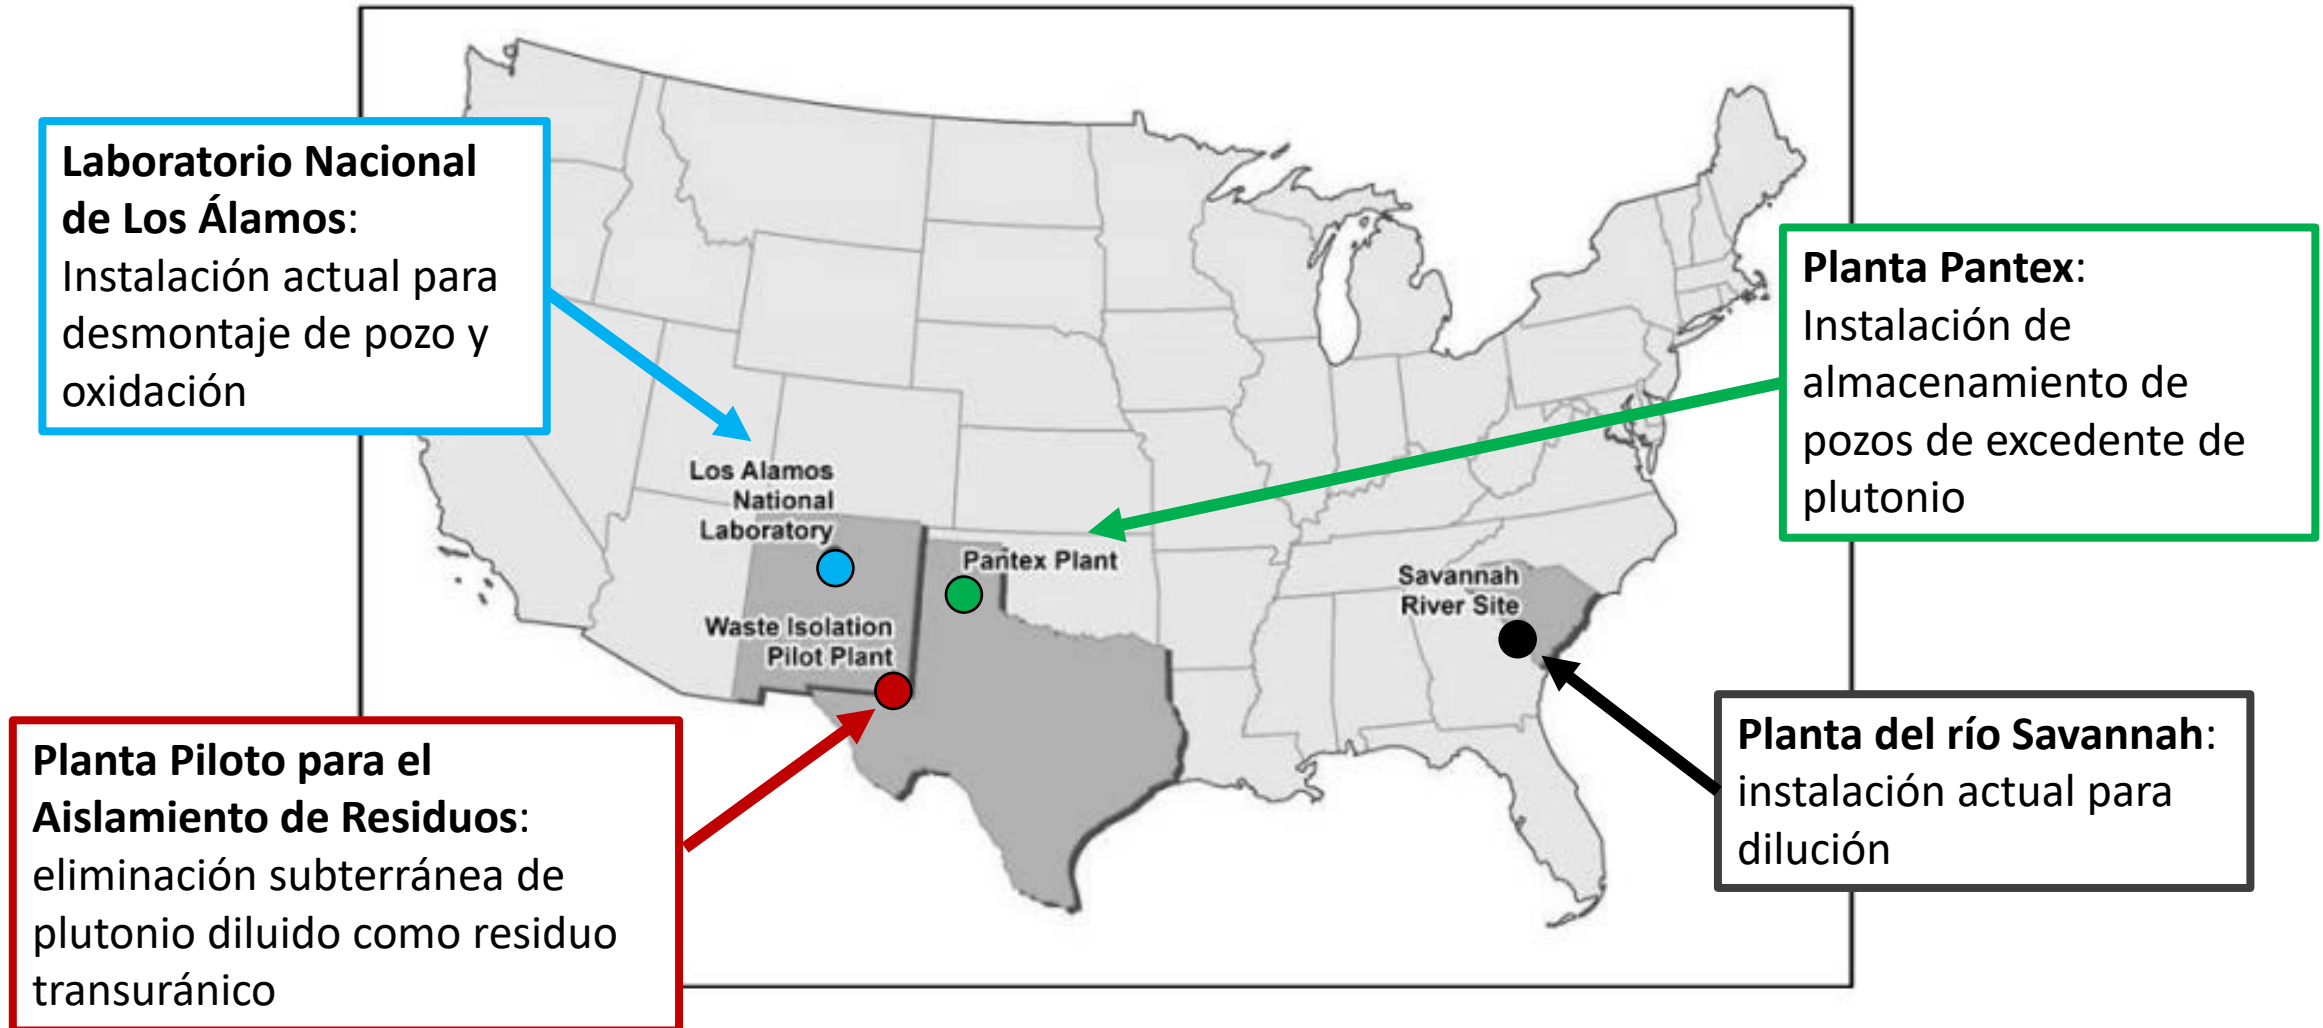 Laboratorio Nacional
de Los Álamos:
Instalación actual para
desmontaje de pozo y
oxidación
Planta Pantex:
Instalación de
almacenamiento de
pozos de excedente de
plutonio
Los Alamos
National
Laboratory
Pantex Plant
Savannah
River Site
Waste Isolation
Pilot Plant
Planta Piloto para el
Aislamiento de Residuos:
eliminación subterránea de
plutonio diluido como residuo
transuránico
Planta del río Savannah:
instalación actual para
dilución